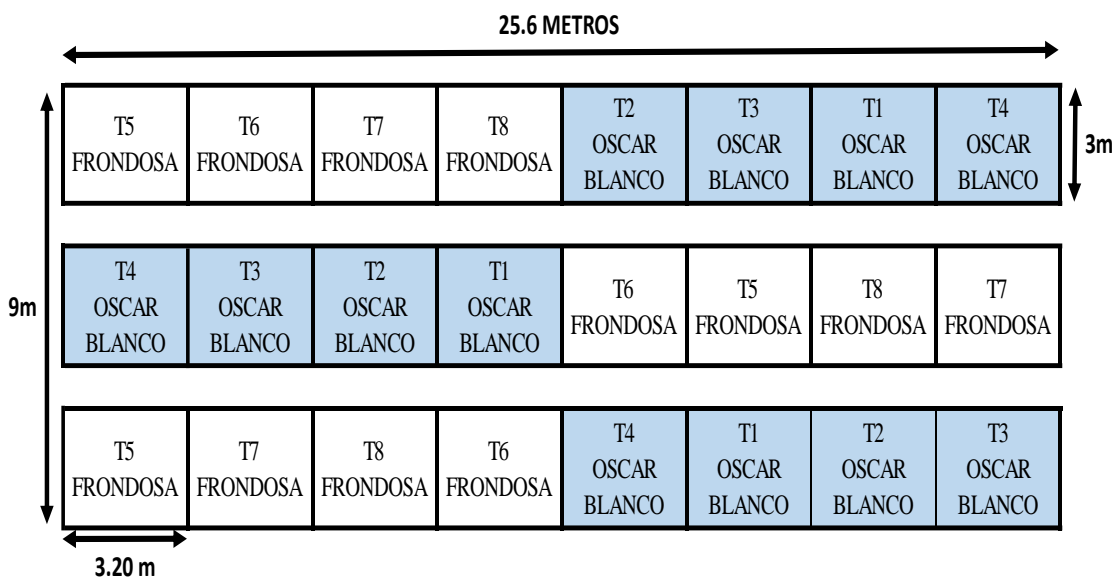 25.6 METROS
T5
FRONDOSA
T6
FRONDOSA
T7
FRONDOSA
T8
FRONDOSA
T2
OSCAR
BLANCO
T3
OSCAR
BLANCO
T1
OSCAR
BLANCO
T4
OSCAR
BLANCO
3m
9m
T4
OSCAR
BLANCO
T3
OSCAR
BLANCO
T2
OSCAR
BLANCO
T1
OSCAR
BLANCO
T6
FRONDOSA
T5
FRONDOSA
T8
FRONDOSA
T7
FRONDOSA
T5
FRONDOSA
T7
FRONDOSA
T8
FRONDOSA
T6
FRONDOSA
T4
OSCAR
BLANCO
T1
OSCAR
BLANCO
T2
OSCAR
BLANCO
T3
OSCAR
BLANCO
3.20 m